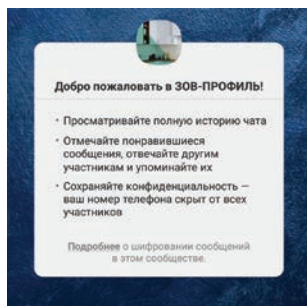 Добро пожаловать в ЗОВ-ПРОФИЛЬ!
• Просматривайте полную историю чата
• Отмечайте понравившиеся
сообщения, отвечайте другим
участникам и упоминайте их
• Сохраняйте конфиденциальность —
ваш номер телефона скрыт от всех
участников
Подробнее о шифровании сообщений
в этом сообществе.